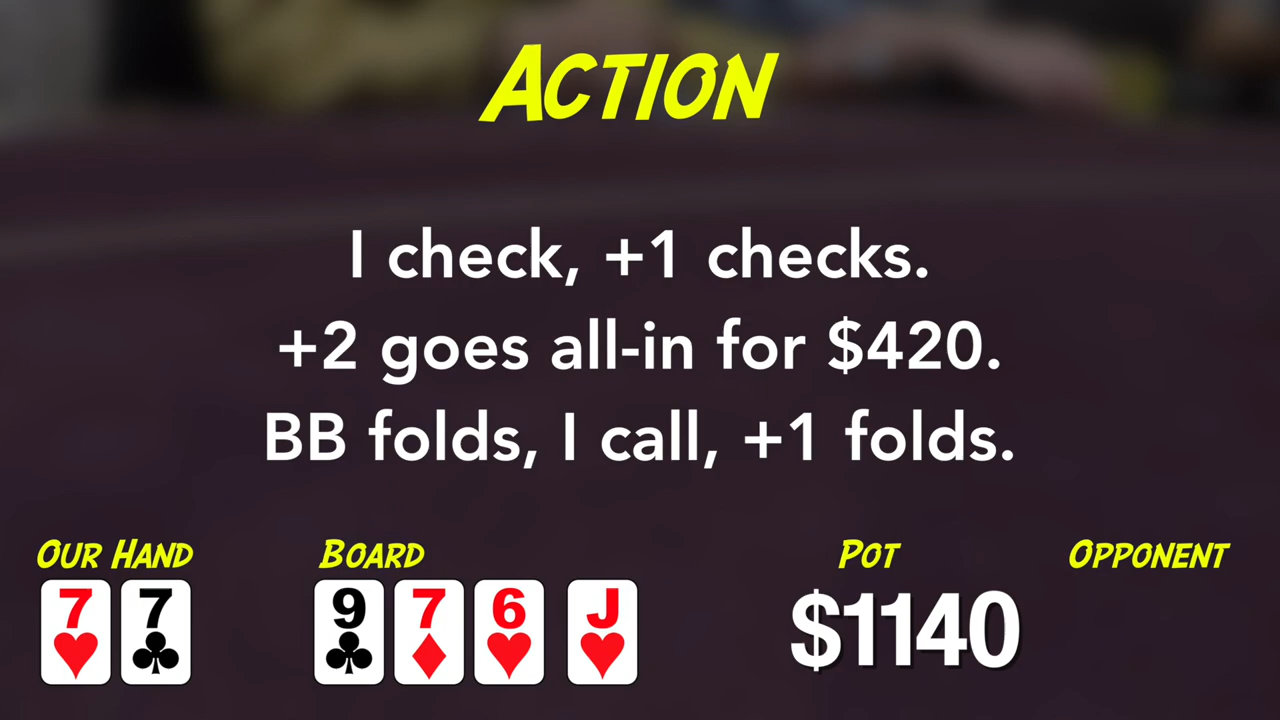 ACTION
I check, +1 checks.
+2 goes all-in for $420.
BB folds, I call, +1 folds.
OUR HAND BOARD POT OPPONENT
7 7 9 7 6 J $1140